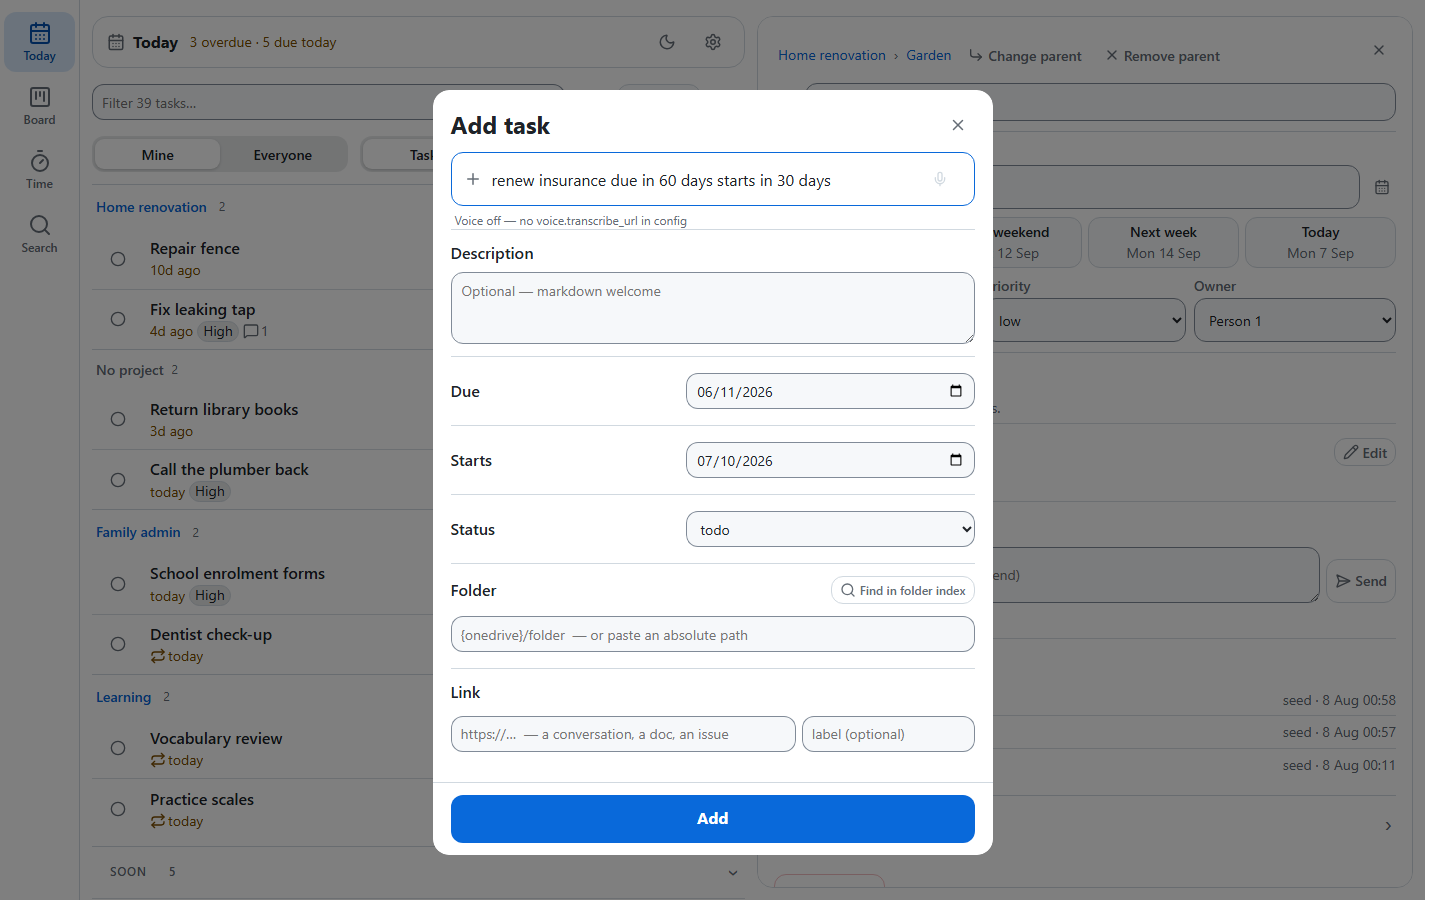 Today
Board
Time
Search
Today 3 overdue · 5 due today
Filter 39 tasks...
Mine Everyone
Home renovation 2
Repair fence
10d ago
Fix leaking tap
4d ago High 1
No project 2
Return library books
3d ago
Call the plumber back
today High
Family admin 2
School enrolment forms
today High
Dentist check-up
today
Learning 2
Vocabulary review
today
Practice scales
today
SOON 5
Add task
renew insurance due in 60 days starts in 30 days
Voice off — no voice.transcribe_url in config
Description
Optional — markdown welcome
Due 06/11/2026
Starts 07/10/2026
Status todo
Folder Find in folder index
{onedrive}/folder — or paste an absolute path
Link
https://... — a conversation, a doc, an issue label (optional)
Add
Home renovation › Garden Change parent Remove parent
weekend Next week Today
12 Sep Mon 14 Sep Mon 7 Sep
Owner
low Person 1
Edit
Send
seed · 8 Aug 00:58
seed · 8 Aug 00:57
seed · 8 Aug 00:11